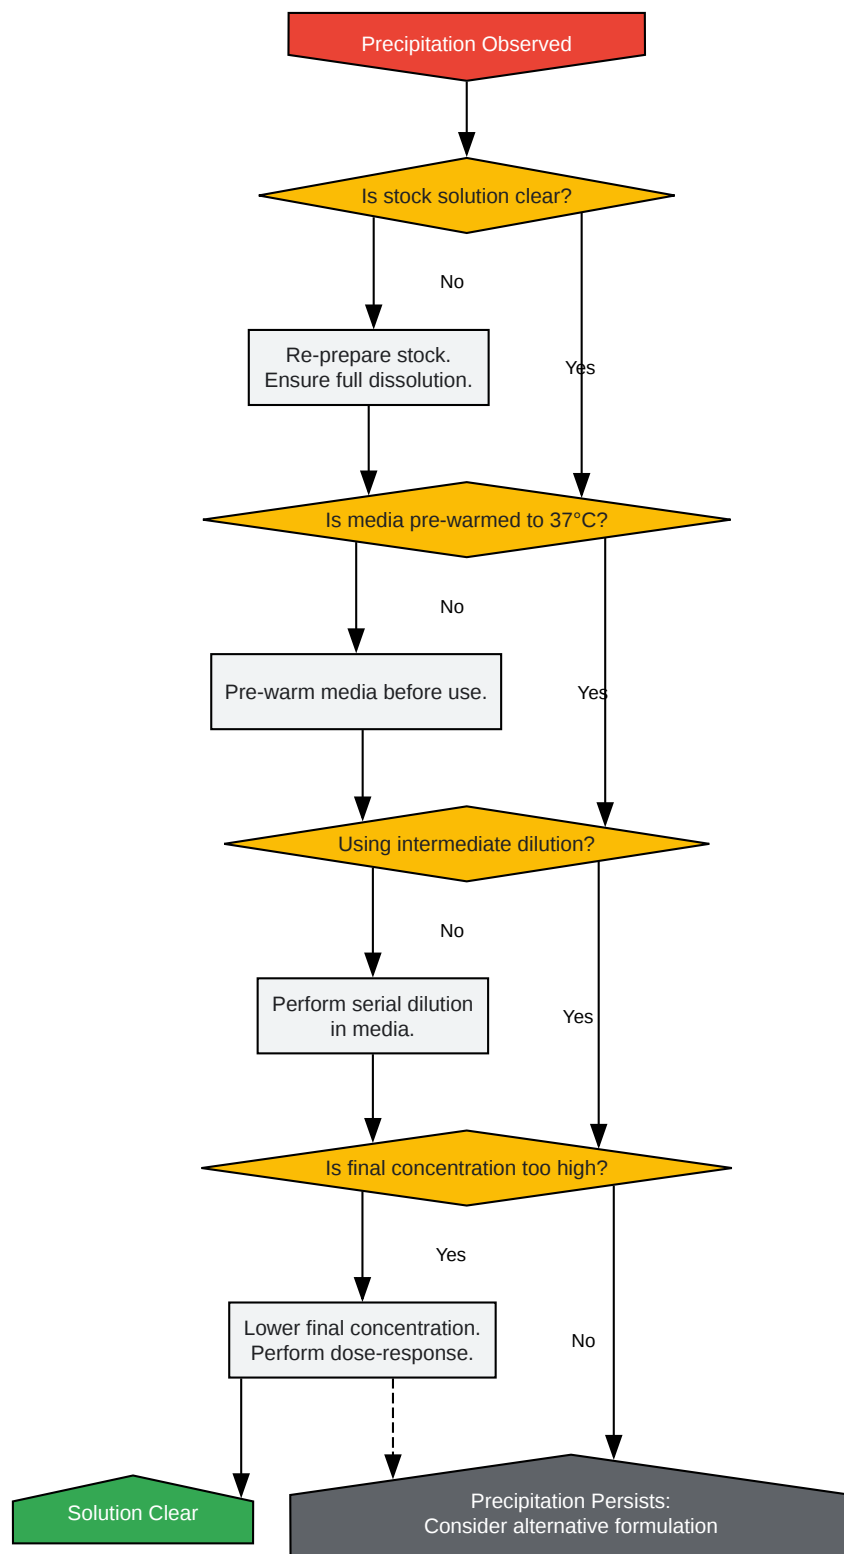 Precipitation Observed
Is stock solution clear?
No
Re-prepare stock.
Ensure full dissolution.
Yes
Is media pre-warmed to 37°C?
No
Pre-warm media before use.
Yes
Using intermediate dilution?
No
Perform serial dilution
in media.
Yes
Is final concentration too high?
Yes
Lower final concentration.
Perform dose-response.
No
Solution Clear
Precipitation Persists:
Consider alternative formulation